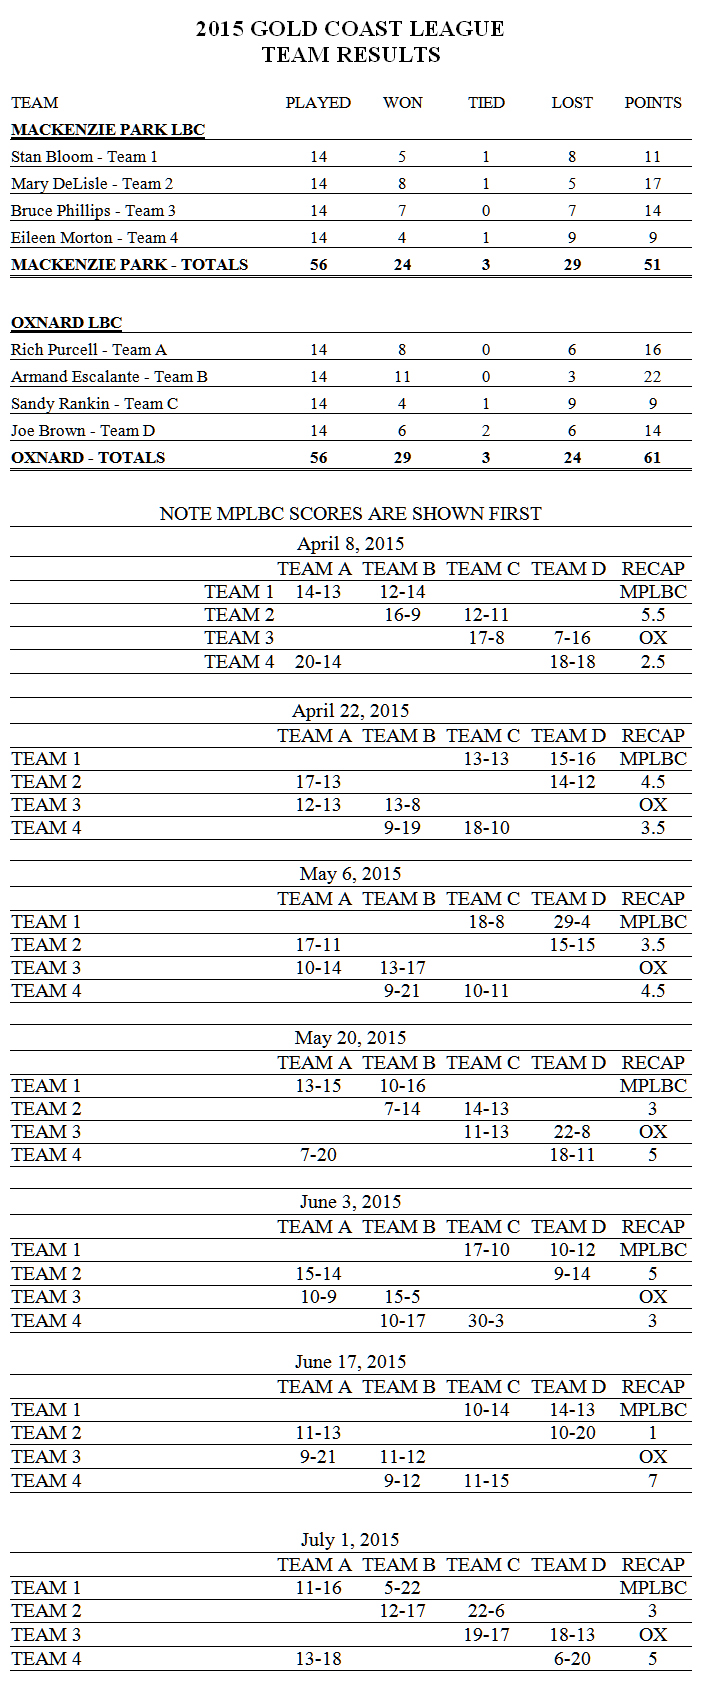 2015 GOLD COAST LEAGUE
TEAM RESULTS
TEAM PLAYED WON TIED LOST POINTS
MACKENZIE PARK LBC
Stan Bloom - Team 1 14 5 1 8 11
Mary DeLisle - Team 2 14 8 1 5 17
Bruce Phillips - Team 3 14 7 0 7 14
Eileen Morton - Team 4 14 4 1 9 9
MACKENZIE PARK - TOTALS 56 24 3 29 51
OXNARD LBC
Rich Purcell - Team A 14 8 0 6 16
Armand Escalante - Team B 14 11 0 3 22
Sandy Rankin - Team C 14 4 1 9 9
Joe Brown - Team D 14 6 2 6 14
OXNARD - TOTALS 56 29 3 24 61
NOTE MPLBC SCORES ARE SHOWN FIRST
April 8, 2015
TEAM A TEAM B TEAM C TEAM D RECAP
TEAM 1 14-13 12-14 MPLBC
TEAM 2 16-9 12-11 5.5
TEAM 3 17-8 7-16 OX
TEAM 4 20-14 18-18 2.5
April 22, 2015
TEAM A TEAM B TEAM C TEAM D RECAP
TEAM 1 13-13 15-16 MPLBC
TEAM 2 17-13 14-12 4.5
TEAM 3 12-13 13-8 OX
TEAM 4 9-19 18-10 3.5
May 6, 2015
TEAM A TEAM B TEAM C TEAM D RECAP
TEAM 1 18-8 29-4 MPLBC
TEAM 2 17-11 15-15 3.5
TEAM 3 10-14 13-17 OX
TEAM 4 9-21 10-11 4.5
May 20, 2015
TEAM A TEAM B TEAM C TEAM D RECAP
TEAM 1 13-15 10-16 MPLBC
TEAM 2 7-14 14-13 3
TEAM 3 11-13 22-8 OX
TEAM 4 7-20 18-11 5
June 3, 2015
TEAM A TEAM B TEAM C TEAM D RECAP
TEAM 1 17-10 10-12 MPLBC
TEAM 2 15-14 9-14 5
TEAM 3 10-9 15-5 OX
TEAM 4 10-17 30-3 3
June 17, 2015
TEAM A TEAM B TEAM C TEAM D RECAP
TEAM 1 10-14 14-13 MPLBC
TEAM 2 11-13 10-20 1
TEAM 3 9-21 11-12 OX
TEAM 4 9-12 11-15 7
July 1, 2015
TEAM A TEAM B TEAM C TEAM D RECAP
TEAM 1 11-16 5-22 MPLBC
TEAM 2 12-17 22-6 3
TEAM 3 19-17 18-13 OX
TEAM 4 13-18 6-20 5